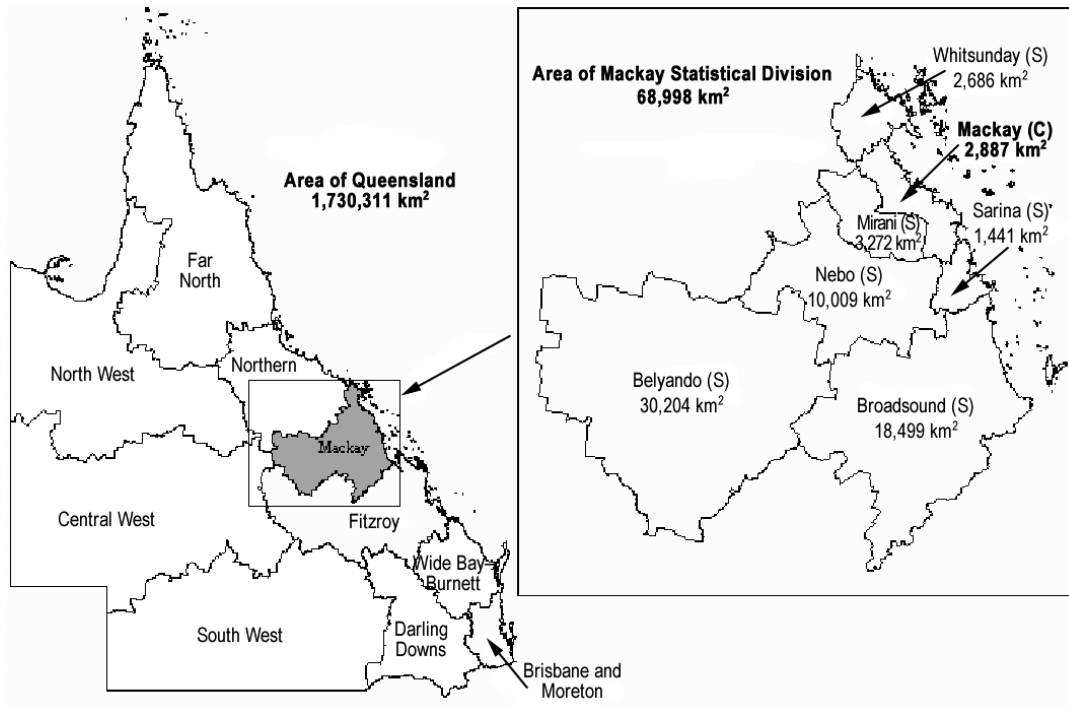 Area of Queensland
1,730,311 km²
Far
North
Northern
North West
Mackay
Central West
Fitzroy
Wide Bay-
Burnett
South West
Darling
Downs
Brisbane and
Moreton
Area of Mackay Statistical Division
68,998 km²
Whitsunday (S)
2,686 km²
Mackay (C)
2,887 km²
Sarina (S)
1,441 km²
Mirani (S)
3,272 km²
Nebo (S)
10,009 km²
Belyando (S)
30,204 km²
Broadsound (S)
18,499 km²